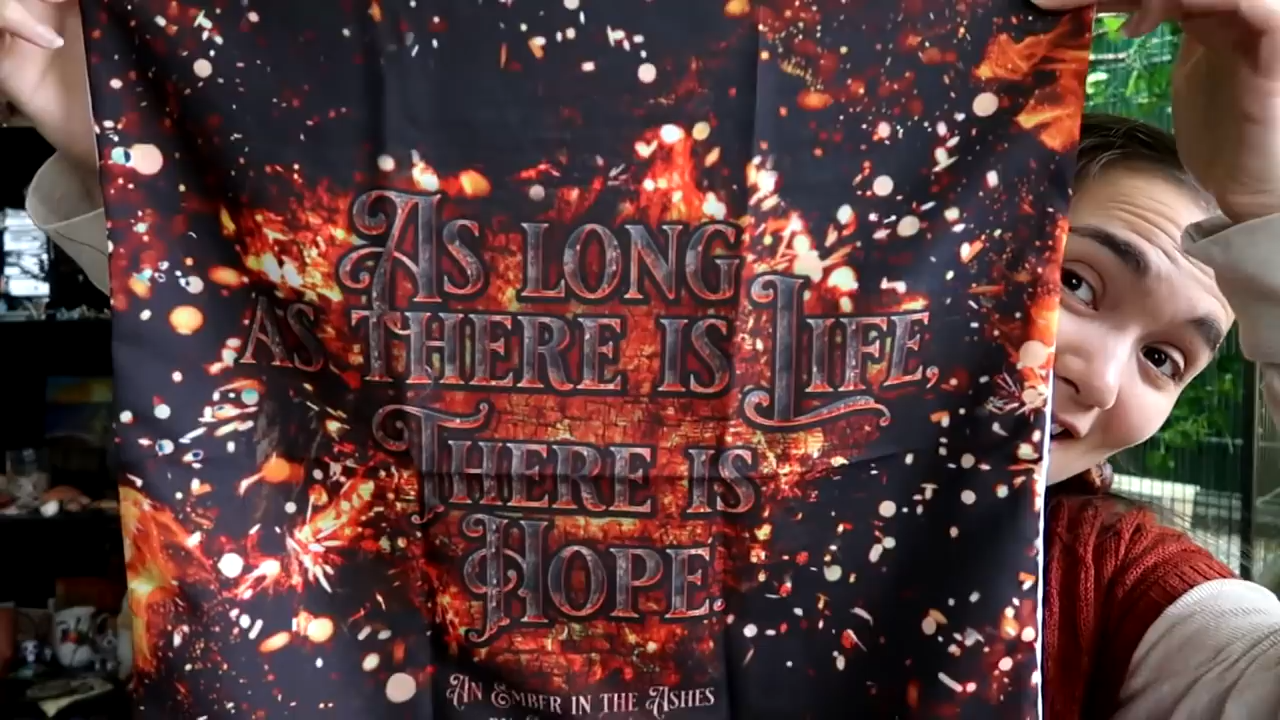 As long
as there is Life,
There is
Hope.
An Ember in the Ashes